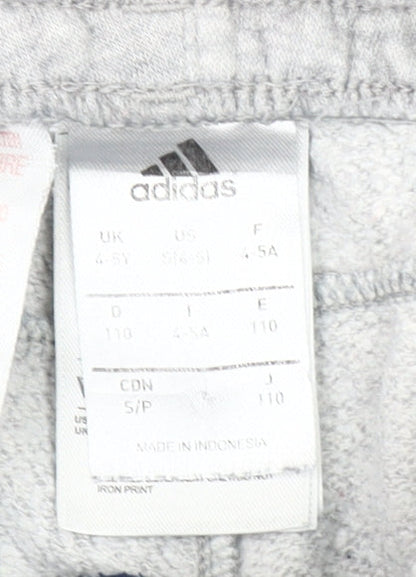 adidas
UK US F
4-5Y S(4-5) 4-5A
D I E
110 4-5A 110
CDN J
S/P 110
MADE IN INDONESIA
IRON PRINT